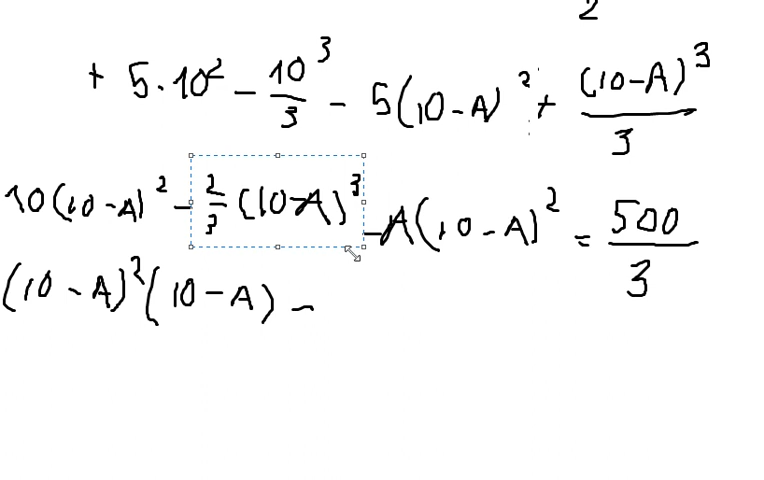 2
+ 5·10² - 10³/3 - 5(10-A)² + (10-A)³/3
10(10-A)² - 2/3 (10-A)³ - A(10-A)² = 500/3
(10-A)²(10-A) -